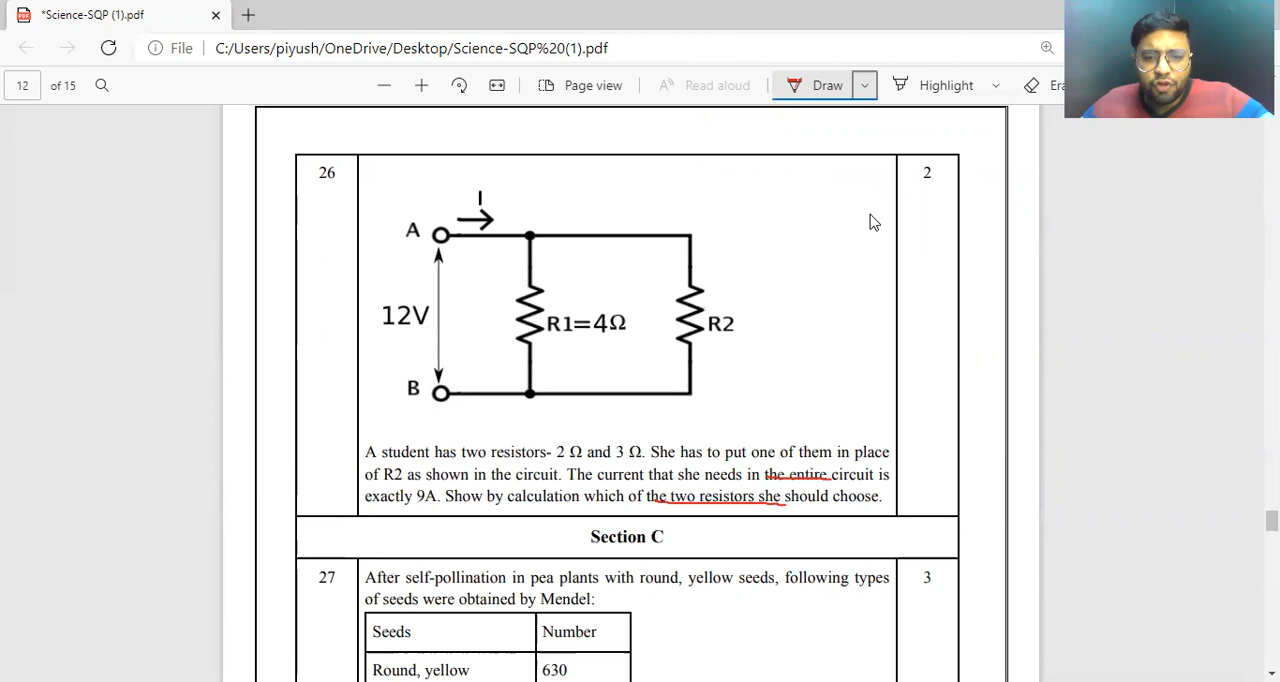 *Science-SQP (1).pdf
File C:/Users/piyush/OneDrive/Desktop/Science-SQP%20(1).pdf
12 of 15 Page view Read aloud Draw Highlight
26 2
I
A
12V R1=4Ω R2
B
A student has two resistors- 2 Ω and 3 Ω. She has to put one of them in place
of R2 as shown in the circuit. The current that she needs in the entire circuit is
exactly 9A. Show by calculation which of the two resistors she should choose.
Section C
27 After self-pollination in pea plants with round, yellow seeds, following types 3
of seeds were obtained by Mendel:
Seeds Number
Round, yellow 630